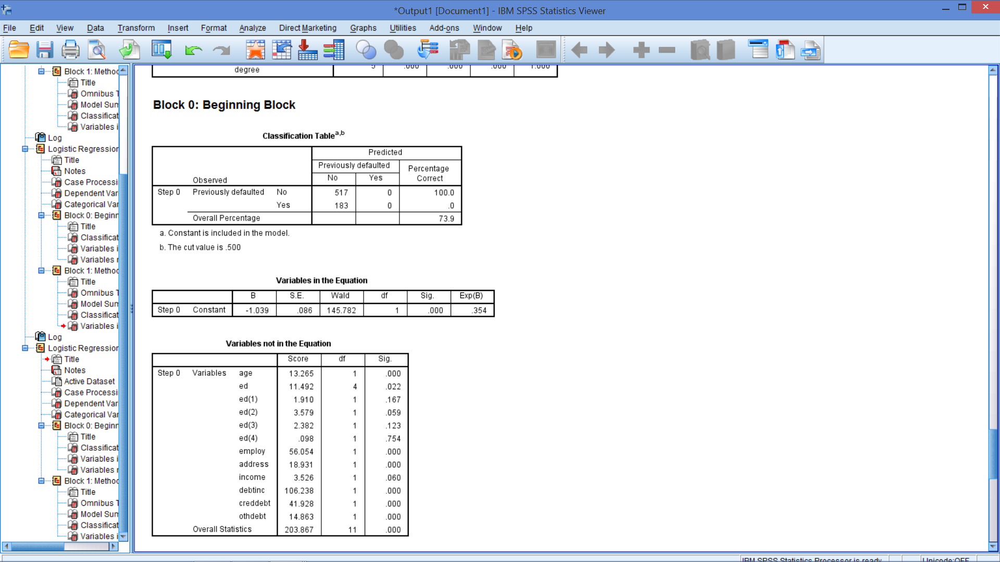 *Output1 [Document1] - IBM SPSS Statistics Viewer
File Edit View Data Transform Insert Format Analyze Direct Marketing Graphs Utilities Add-ons Window Help
Block 1: Methoc
Title
Omnibus T
Model Sum
Classificat
Variables i
Log
Logistic Regression
Title
Notes
Case Processi
Dependent Var
Categorical Var
Block 0: Beginn
Title
Classificat
Variables i
Variables r
Block 1: Methoc
Title
Omnibus T
Model Sum
Classificat
Variables i
Log
Logistic Regression
Title
Notes
Active Dataset
Case Processi
Dependent Var
Categorical Var
Block 0: Beginn
Title
Classificat
Variables i
Variables r
Block 1: Methoc
Title
Omnibus T
Model Sum
Classificat
Variables i
degree 5 .000 .000 .000 1.000
Block 0: Beginning Block
Classification Table a,b
Predicted
Previously defaulted Percentage Correct
Observed No Yes
Step 0 Previously defaulted No 517 0 100.0
Yes 183 0 .0
Overall Percentage 73.9
a. Constant is included in the model.
b. The cut value is .500
Variables in the Equation
B S.E. Wald df Sig. Exp(B)
Step 0 Constant -1.039 .086 145.782 1 .000 .354
Variables not in the Equation
Score df Sig.
Step 0 Variables age 13.265 1 .000
ed 11.492 4 .022
ed(1) 1.910 1 .167
ed(2) 3.579 1 .059
ed(3) 2.382 1 .123
ed(4) .098 1 .754
employ 56.054 1 .000
address 18.931 1 .000
income 3.526 1 .060
debtinc 106.238 1 .000
creddebt 41.928 1 .000
othdebt 14.863 1 .000
Overall Statistics 203.867 11 .000
IBM SPSS Statistics Processor is ready Unicode:OFF